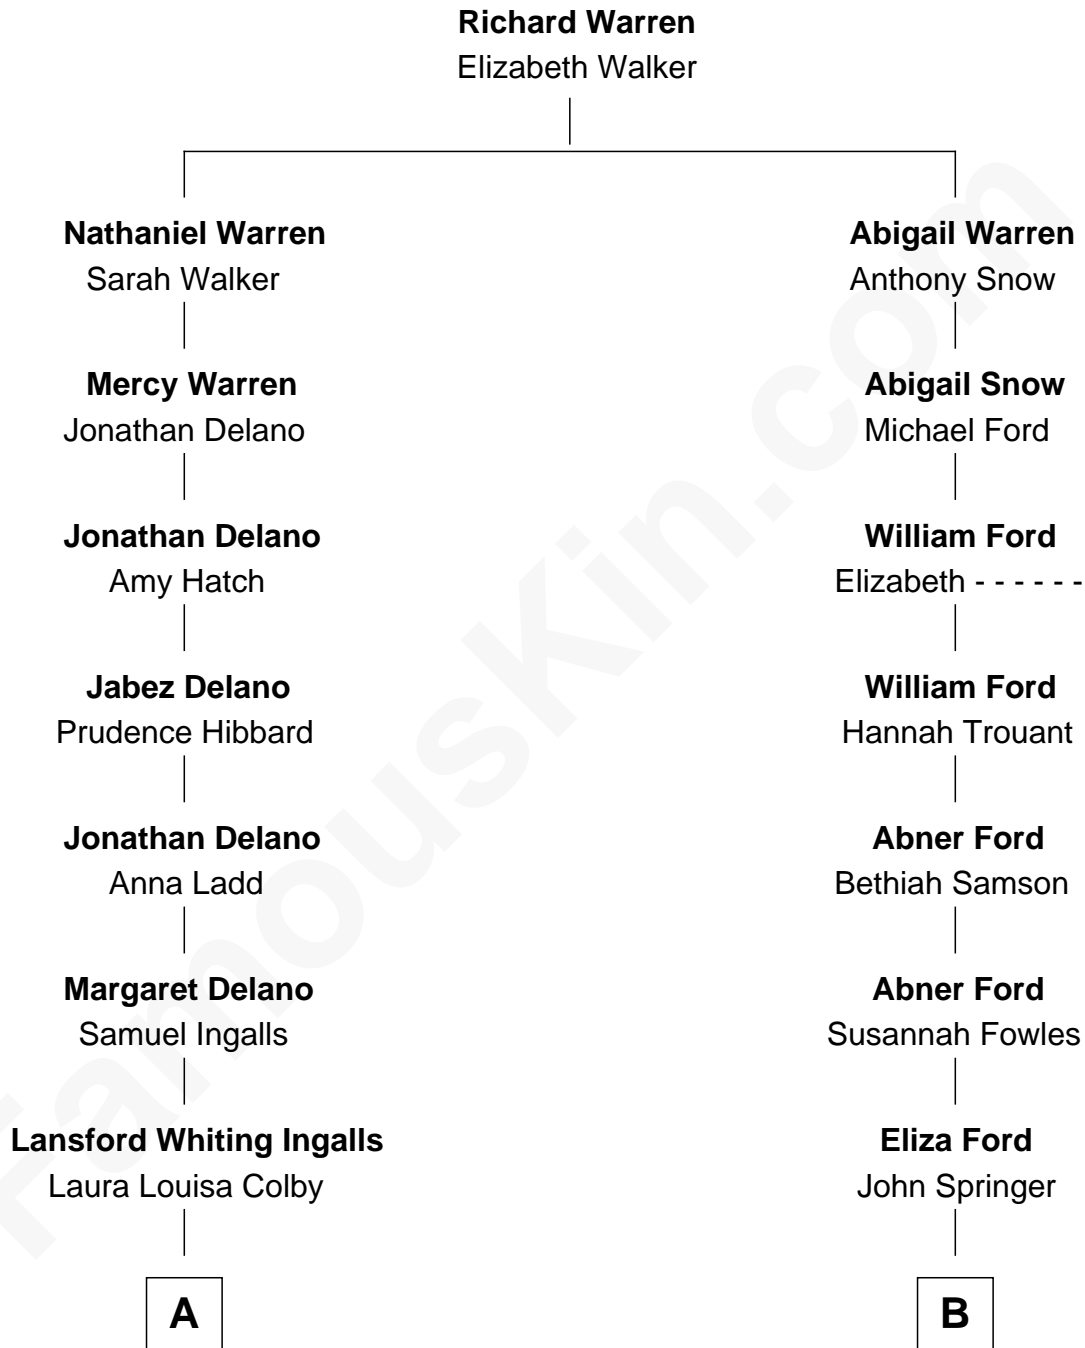 Richard Warren
Elizabeth Walker
Nathaniel Warren
Sarah Walker
Mercy Warren
Jonathan Delano
Jonathan Delano
Amy Hatch
Jabez Delano
Prudence Hibbard
Jonathan Delano
Anna Ladd
Margaret Delano
Samuel Ingalls
Lansford Whiting Ingalls
Laura Louisa Colby
A
Abigail Warren
Anthony Snow
Abigail Snow
Michael Ford
William Ford
Elizabeth - - - - - -
William Ford
Hannah Trouant
Abner Ford
Bethiah Samson
Abner Ford
Susannah Fowles
Eliza Ford
John Springer
B
FamousKin.com